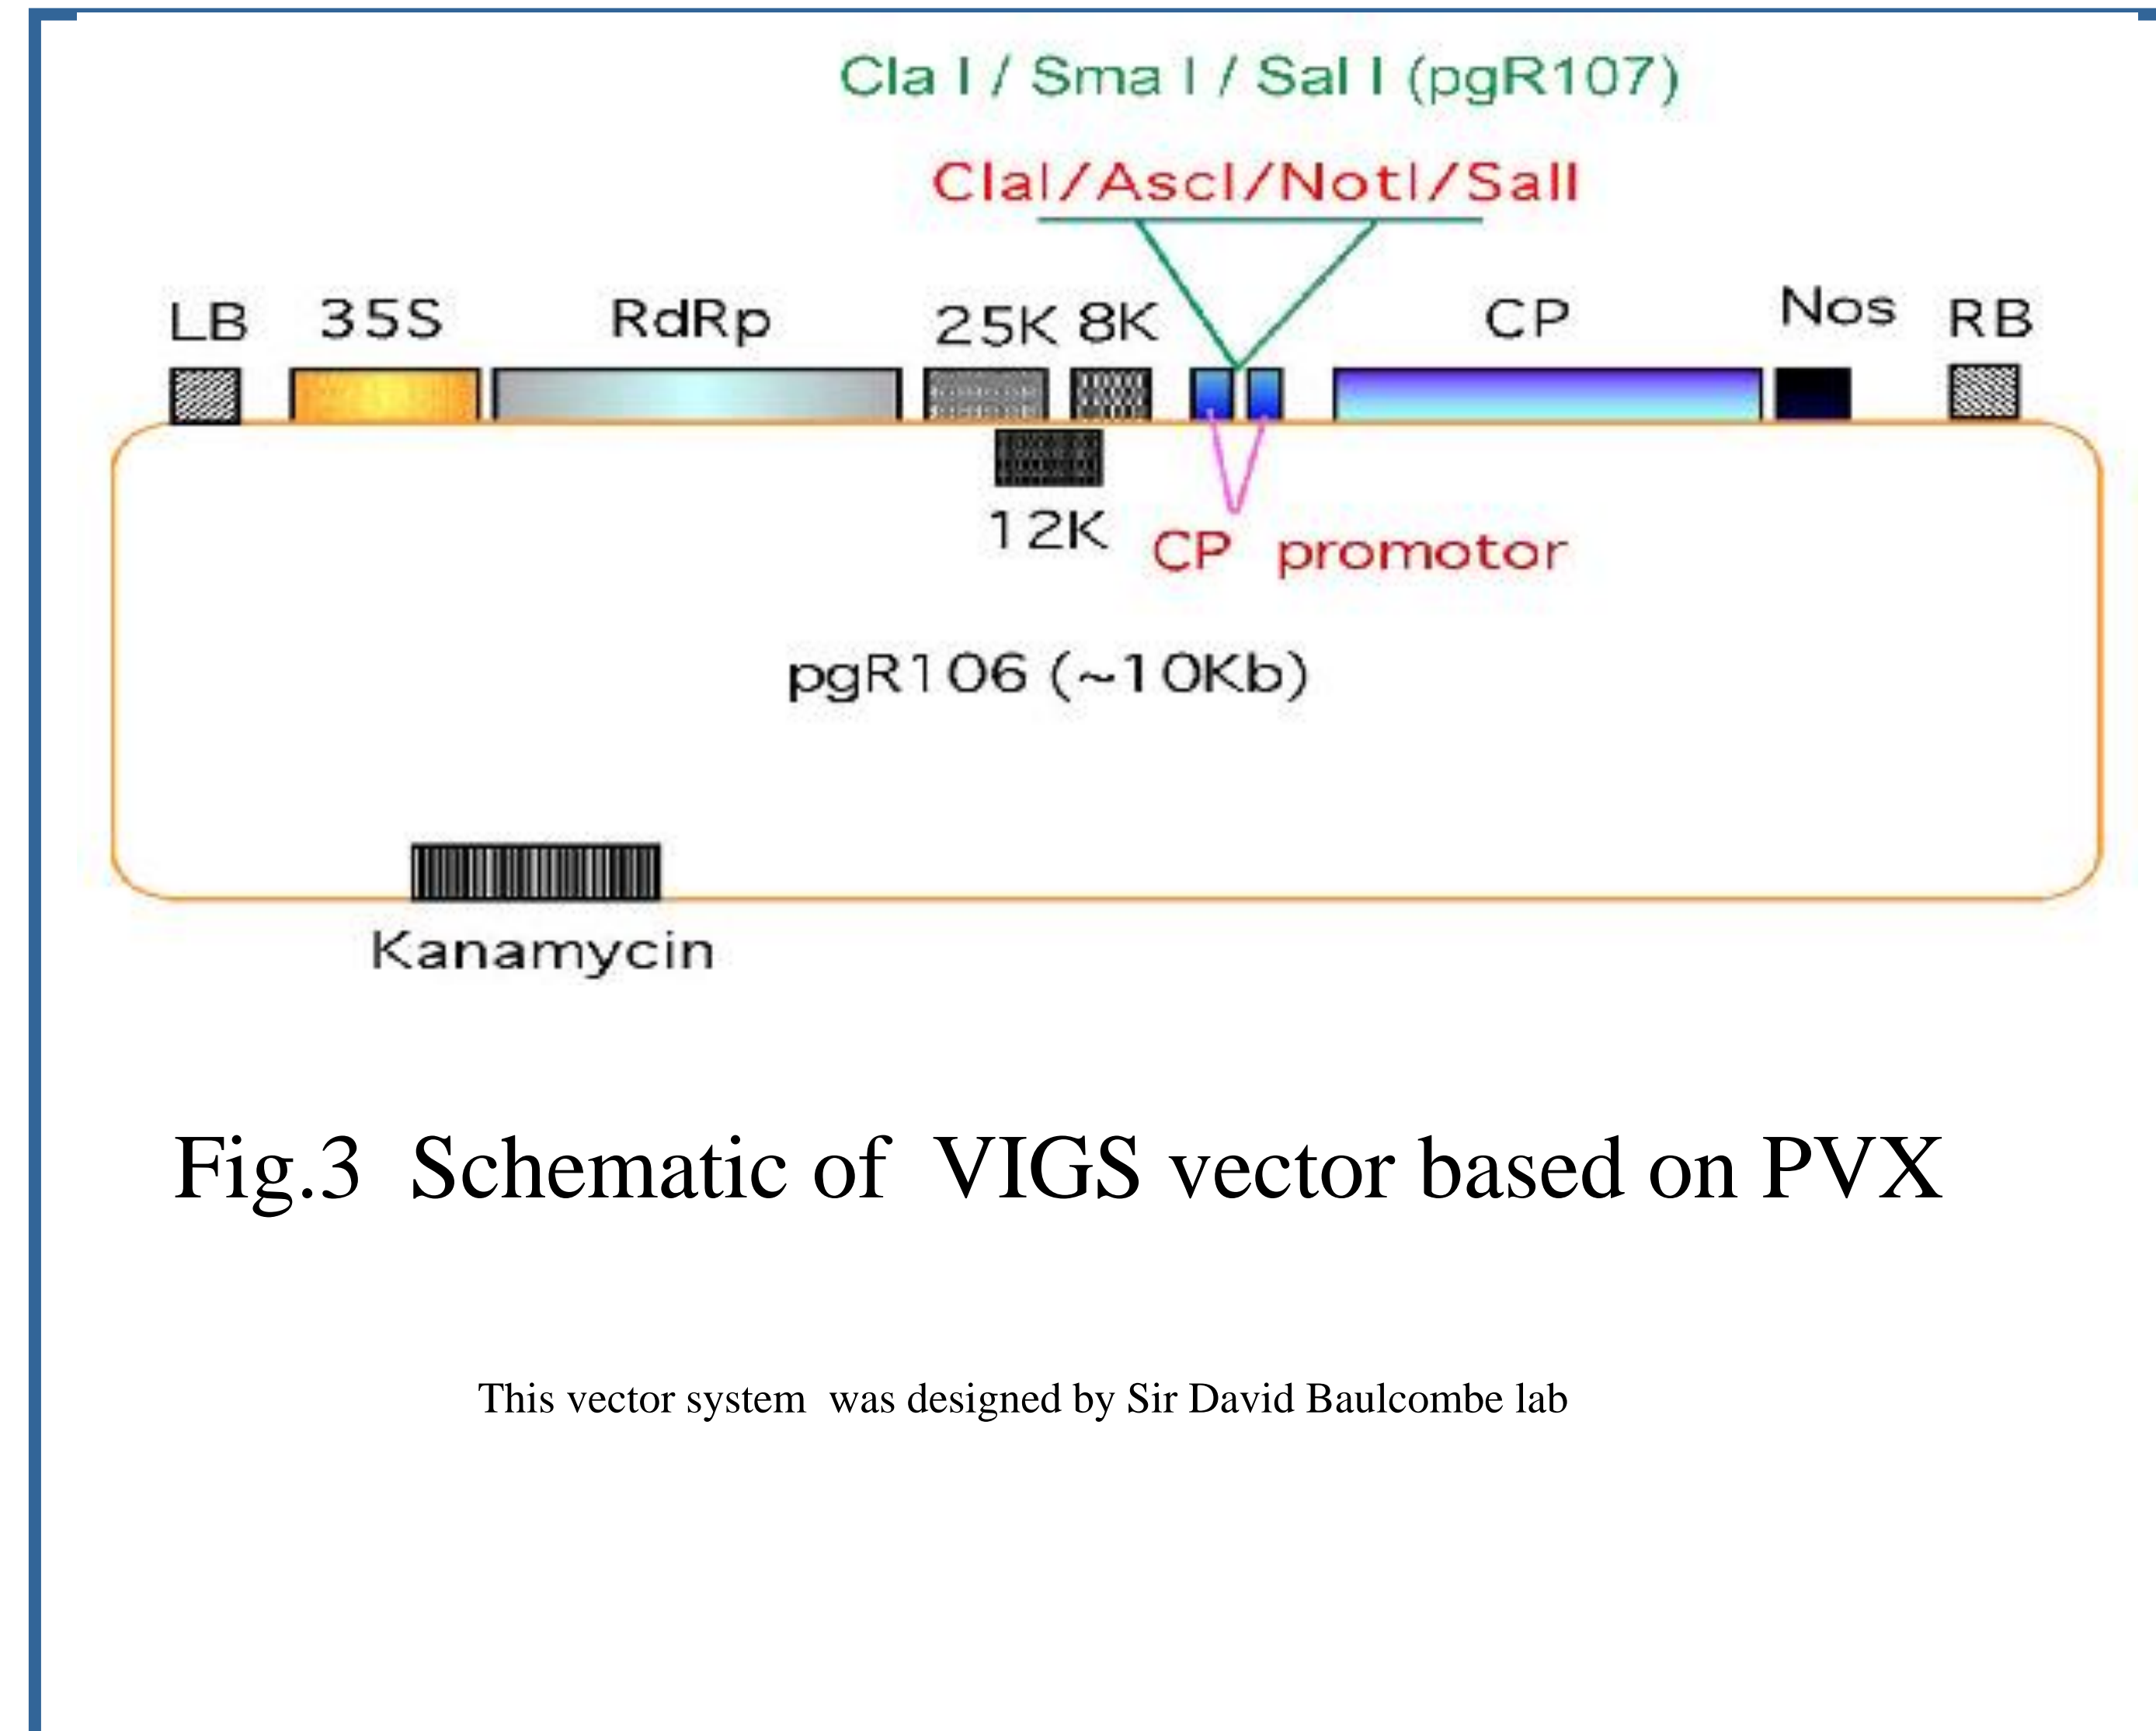 Cla I / Sma I / Sal I (pgR107)
ClaI/AscI/NotI/SalI
LB 35S RdRp 25K 8K CP Nos RB
12K
CP promotor
pgR106 (~10Kb)
Kanamycin
Fig.3 Schematic of VIGS vector based on PVX
This vector system was designed by Sir David Baulcombe lab